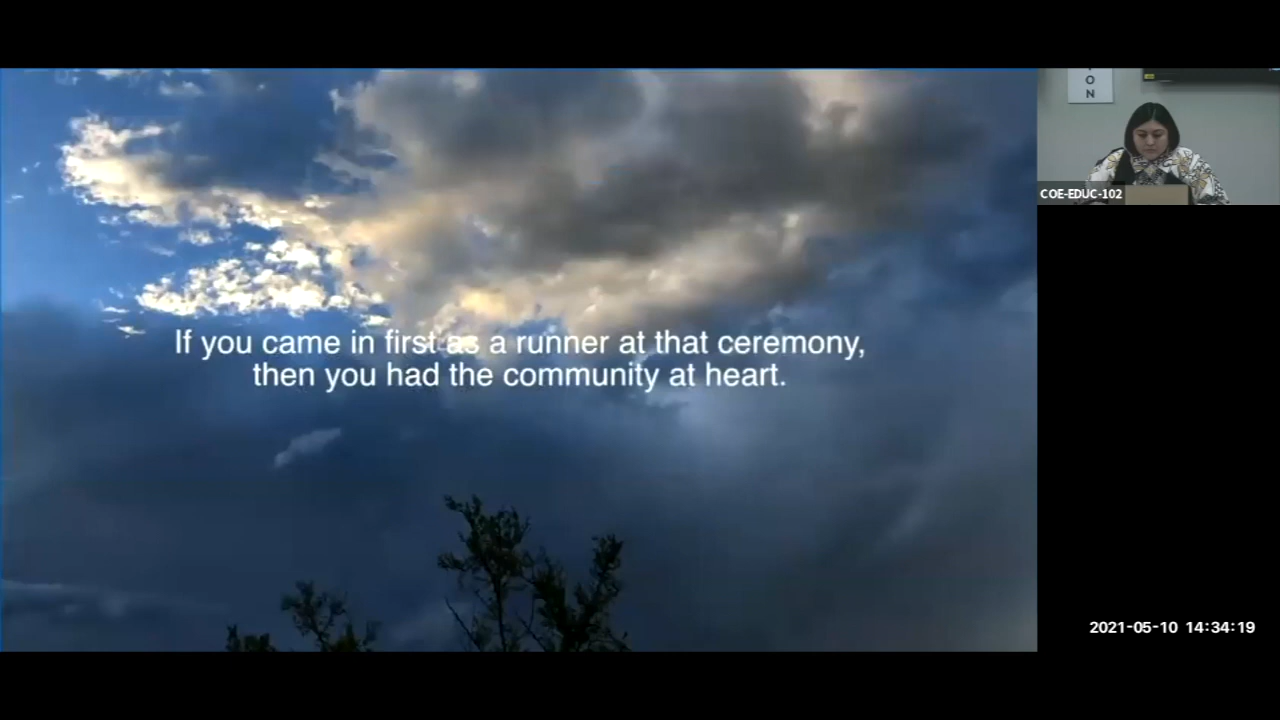 ION
COE-EDUC-102
If you came in first as a runner at that ceremony,
then you had the community at heart.
2021-05-10 14:34:19